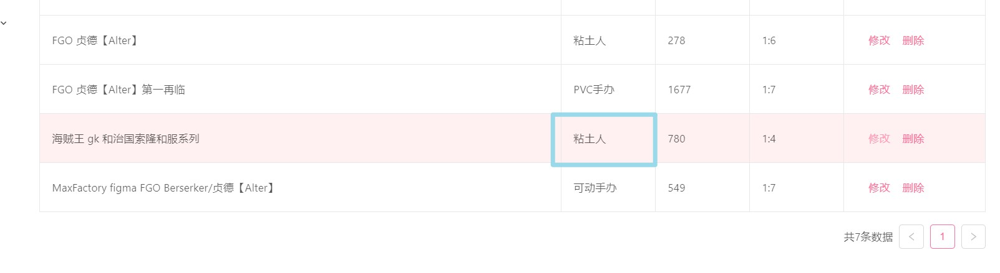 FGO 贞德【Alter】 粘土人 278 1:6 修改 删除
FGO 贞德【Alter】第一再临 PVC手办 1677 1:7 修改 删除
海贼王 gk 和治国索隆和服系列 粘土人 780 1:4 修改 删除
MaxFactory figma FGO Berserker/贞德【Alter】 可动手办 549 1:7 修改 删除
共7条数据 < 1 >